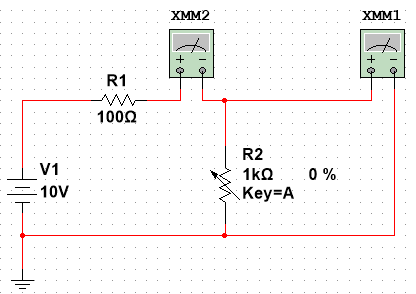 XMM2
XMM1
R1
100Ω
V1
10V
R2
1kΩ 0 %
Key=A